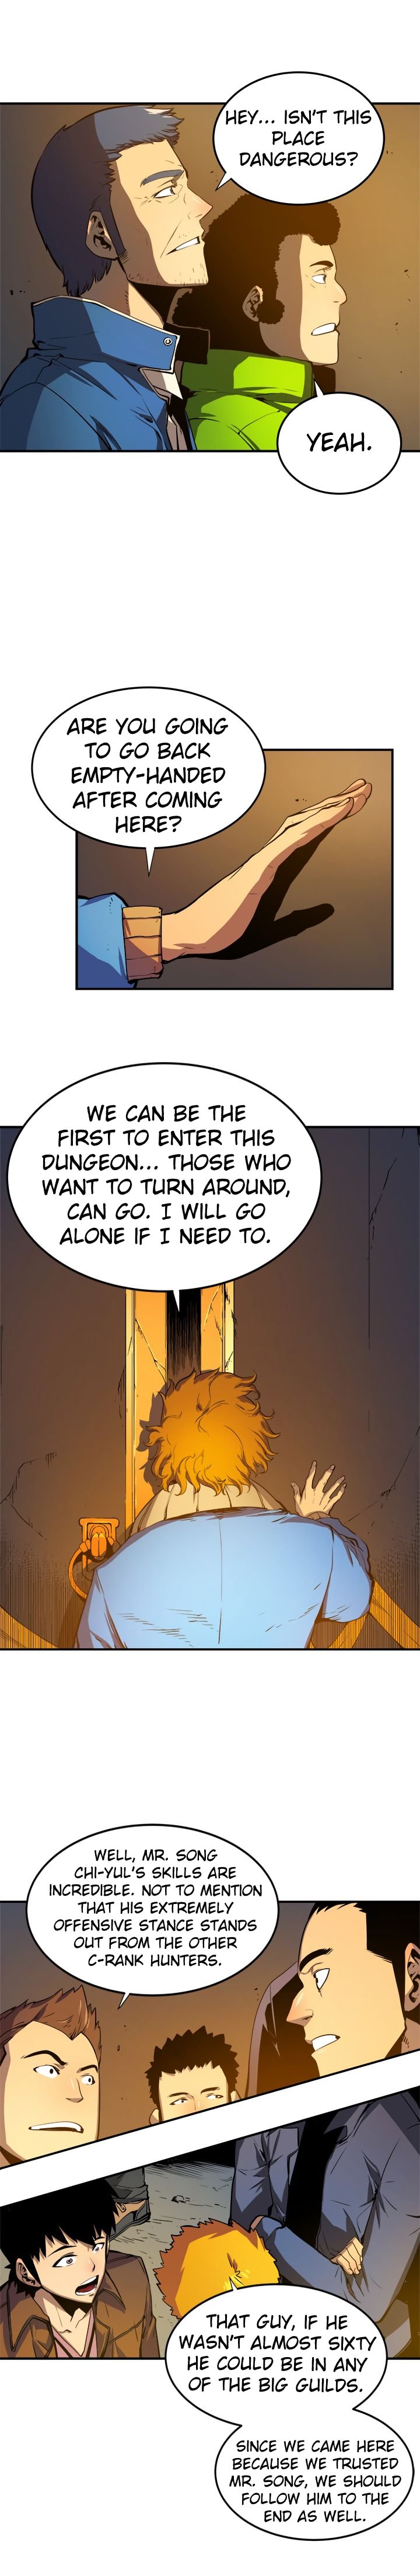 HEY... ISN'T THIS
PLACE
DANGEROUS?
YEAH.
ARE YOU GOING
TO GO BACK
EMPTY-HANDED
AFTER COMING
HERE?
WE CAN BE THE
FIRST TO ENTER THIS
DUNGEON... THOSE WHO
WANT TO TURN AROUND,
CAN GO. I WILL GO
ALONE IF I NEED TO.
WELL, MR. SONG
CHI-YUL'S SKILLS ARE
INCREDIBLE. NOT TO MENTION
THAT HIS EXTREMELY
OFFENSIVE STANCE STANDS
OUT FROM THE OTHER
C-RANK HUNTERS.
THAT GUY, IF HE
WASN'T ALMOST SIXTY
HE COULD BE IN ANY
OF THE BIG GUILDS.
SINCE WE CAME HERE
BECAUSE WE TRUSTED
MR. SONG, WE SHOULD
FOLLOW HIM TO THE
END AS WELL.